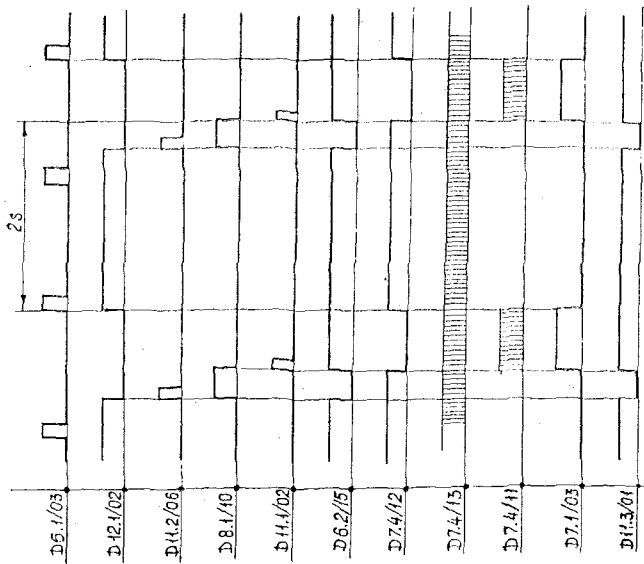 2s
D5.1/03
D12.1/02
D11.2/06
D8.1/10
D11.1/02
D6.2/15
D7.4/12
D7.4/13
D7.4/11
D7.1/03
D11.3/01